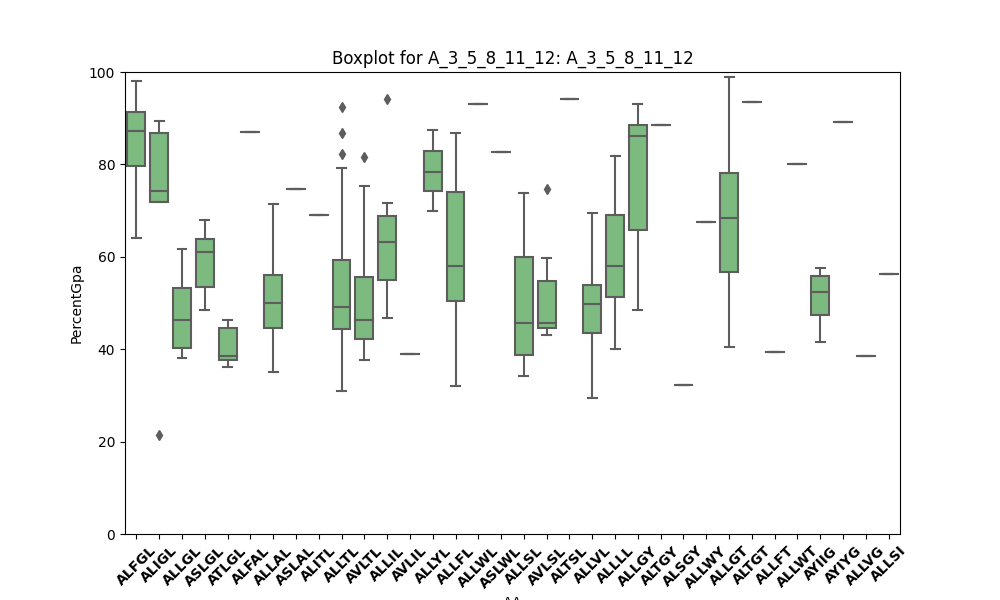 Boxplot for A_3_5_8_11_12: A_3_5_8_11_12
100
80
60
40
20
0
PercentGpa
ALFGL ALIGL ALLGL ASLGL ATLGL ALFAL ALLAL ASLAL ALITL ALLTL AVLTL ALLIL AVLIL ALLYL ALLFL ALLWL ASLWL ALLSL AVLSL ALTSL ALLVL ALLLL ALLGY ALTGY ALSGY ALLWY ALLGT ALTGT ALLFT ALLWT AYIIG AYIYG ALLVG ALLSI